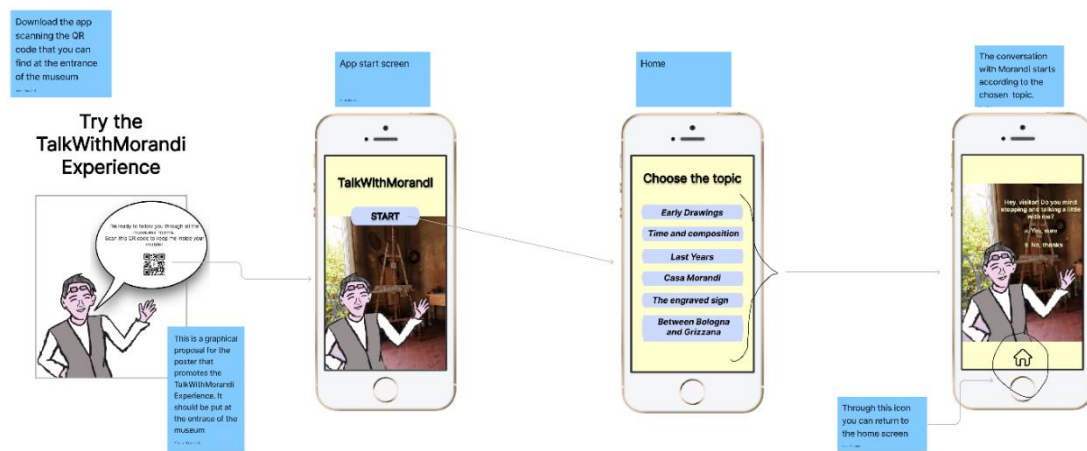 Download the app
scanning the QR
code that you can
find at the entrance
of the museum
Try the
TalkWithMorandi
Experience
I'm ready to follow you through all the
museums' rooms.
Scan this QR code to keep me inside your
mobile!
This is a graphical
proposal for the
poster that
promotes the
TalkWithMorandi
Experience. It
should be put at
the entrace of the
museum
App start screen
TalkWithMorandi
START
Home
Choose the topic
Early Drawings
Time and composition
Last Years
Casa Morandi
The engraved sign
Between Bologna
and Grizzana
The conversation
with Morandi starts
according to the
chosen topic.
Hey, visitor! Do you mind
stopping and talking a little
with me?
a. Yes, sure
b. No, thanks
Through this icon
you can return to
the home screen